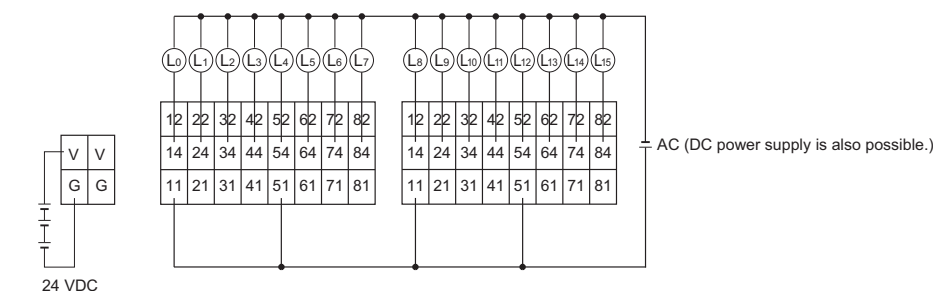 L0 L1 L2 L3 L4 L5 L6 L7 L8 L9 L10 L11 L12 L13 L14 L15
12 22 32 42 52 62 72 82 12 22 32 42 52 62 72 82
V V 14 24 34 44 54 64 74 84 14 24 34 44 54 64 74 84 AC (DC power supply is also possible.)
G G 11 21 31 41 51 61 71 81 11 21 31 41 51 61 71 81
24 VDC